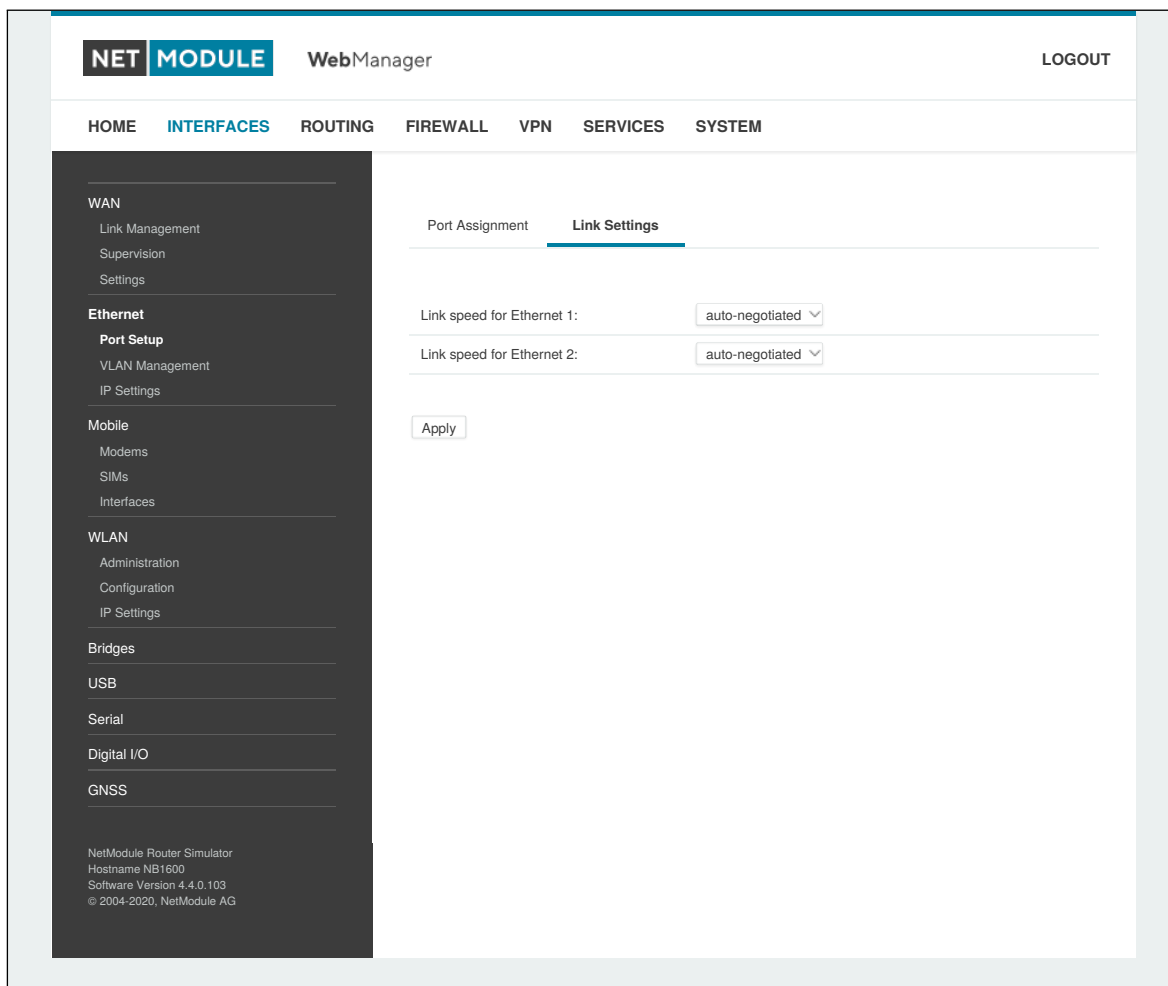 NET MODULE WebManager LOGOUT
HOME INTERFACES ROUTING FIREWALL VPN SERVICES SYSTEM
WAN
Link Management
Supervision
Settings
Ethernet
Port Setup
VLAN Management
IP Settings
Mobile
Modems
SIMs
Interfaces
WLAN
Administration
Configuration
IP Settings
Bridges
USB
Serial
Digital I/O
GNSS
NetModule Router Simulator
Hostname NB1600
Software Version 4.4.0.103
© 2004-2020, NetModule AG
Port Assignment Link Settings
Link speed for Ethernet 1: auto-negotiated
Link speed for Ethernet 2: auto-negotiated
Apply